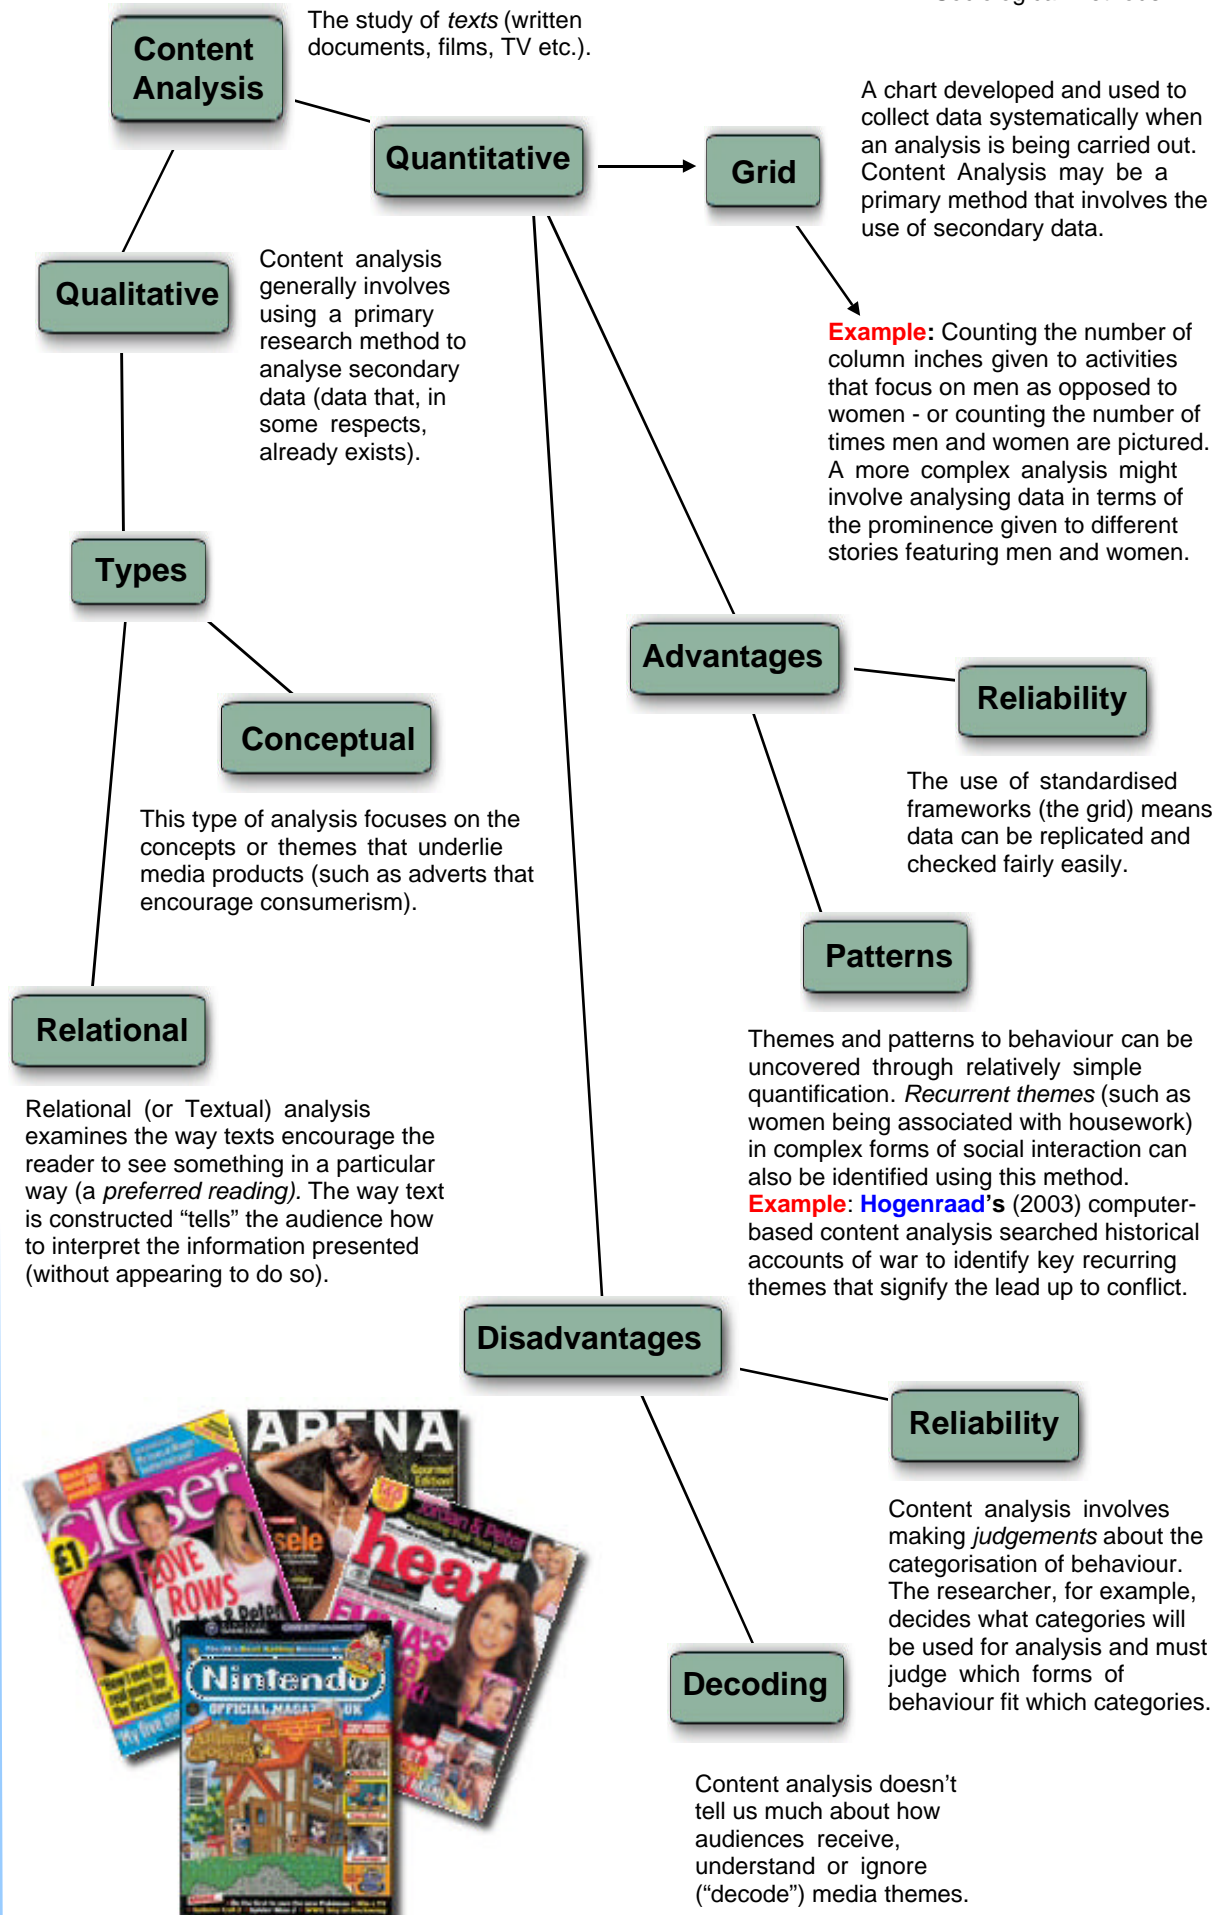 Content
Analysis
The study of texts (written
documents, films, TV etc.).
Quantitative
Grid
A chart developed and used to
collect data systematically when
an analysis is being carried out.
Content Analysis may be a
primary method that involves the
use of secondary data.
Example: Counting the number of
column inches given to activities
that focus on men as opposed to
women - or counting the number of
times men and women are pictured.
A more complex analysis might
involve analysing data in terms of
the prominence given to different
stories featuring men and women.
Qualitative
Content analysis
generally involves
using a primary
research method to
analyse secondary
data (data that, in
some respects,
already exists).
Types
Conceptual
This type of analysis focuses on the
concepts or themes that underlie
media products (such as adverts that
encourage consumerism).
Relational
Relational (or Textual) analysis
examines the way texts encourage the
reader to see something in a particular
way (a preferred reading). The way text
is constructed “tells” the audience how
to interpret the information presented
(without appearing to do so).
Advantages
Reliability
The use of standardised
frameworks (the grid) means
data can be replicated and
checked fairly easily.
Patterns
Themes and patterns to behaviour can be
uncovered through relatively simple
quantification. Recurrent themes (such as
women being associated with housework)
in complex forms of social interaction can
also be identified using this method.
Example: Hogenraad’s (2003) computer-
based content analysis searched historical
accounts of war to identify key recurring
themes that signify the lead up to conflict.
Disadvantages
Reliability
Content analysis involves
making judgements about the
categorisation of behaviour.
The researcher, for example,
decides what categories will
be used for analysis and must
judge which forms of
behaviour fit which categories.
Decoding
Content analysis doesn’t
tell us much about how
audiences receive,
understand or ignore
(“decode”) media themes.
Closer
£1
LOVE
ROWS
ARENA
Gourmet
Edition!
sele
Jordan & Peter
heat
EMMA'S
Nintendo
OFFICIAL MAGAZINE UK
Animal
Crossing